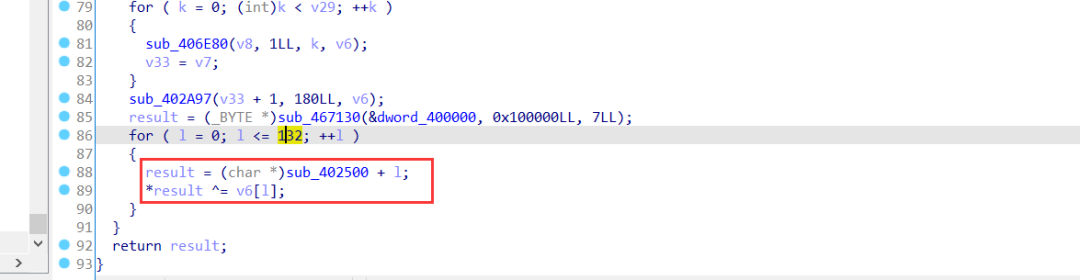 79 for ( k = 0; (int)k < v29; ++k )
80 {
81 sub_406E80(v8, 1LL, k, v6);
82 v33 = v7;
83 }
84 sub_402A97(v33 + 1, 180LL, v6);
85 result = (_BYTE *)sub_467130(&dword_400000, 0x100000LL, 7LL);
86 for ( l = 0; l <= 132; ++l )
87 {
88 result = (char *)sub_402500 + l;
89 *result ^= v6[l];
90 }
91 }
92 return result;
93 }